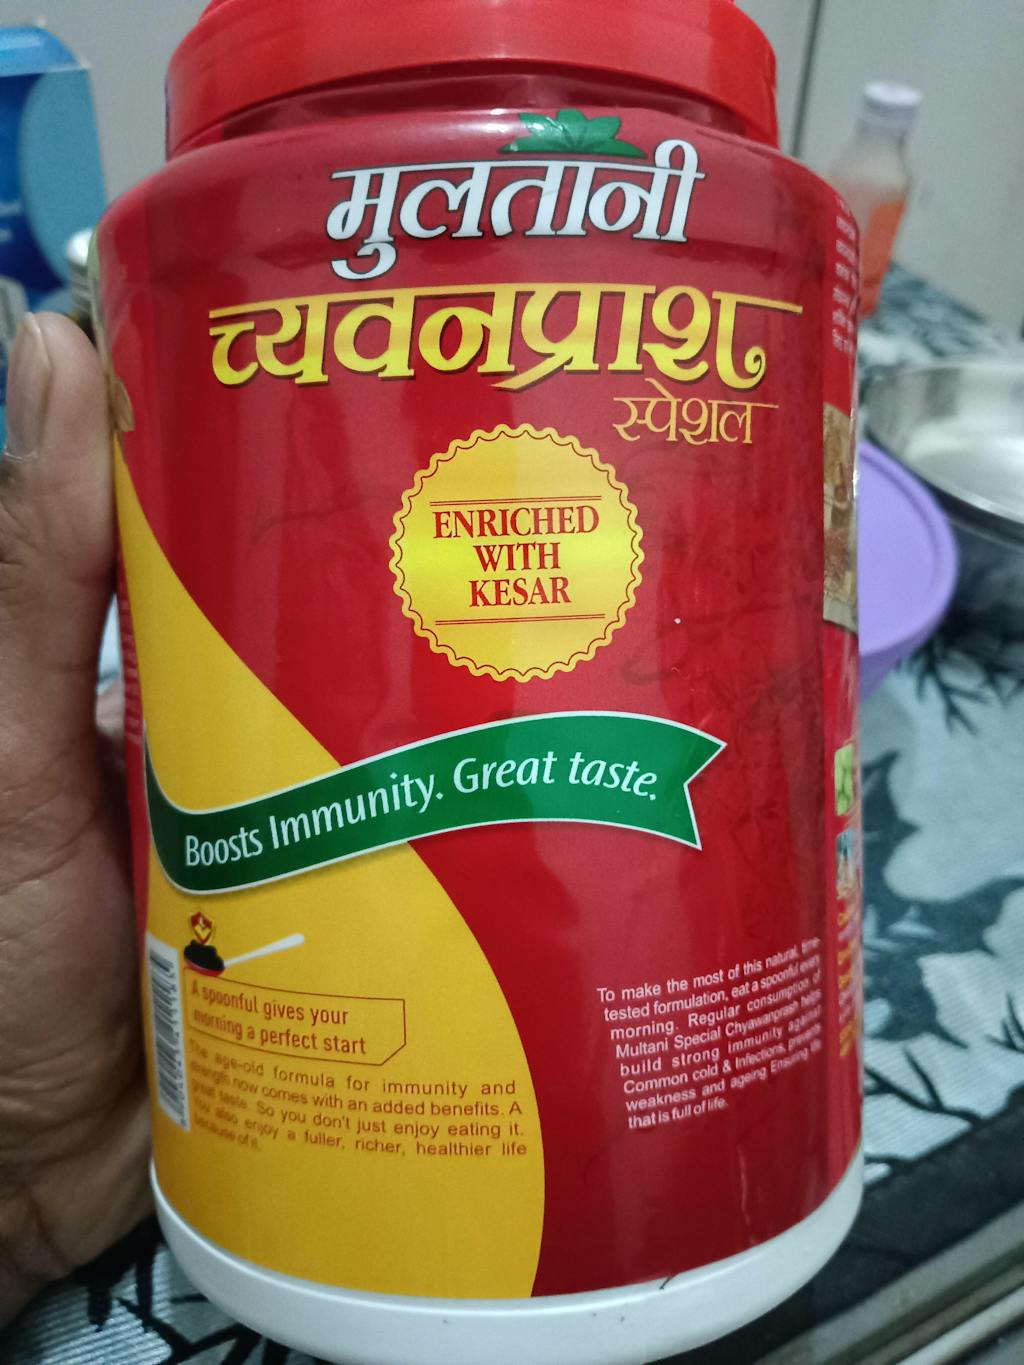 मुलतानी
च्यवनप्राश
स्पेशल
ENRICHED
WITH
KESAR
Boosts Immunity. Great taste.
A spoonful gives your
morning a perfect start
The age-old formula for immunity and
strength now comes with an added benefits. A
great taste. So you don't just enjoy eating it.
You also enjoy a fuller, richer, healthier life
because of it.
To make the most of this natural, time-
tested formulation, eat a spoonful every
morning. Regular consumption of
Multani Special Chyawanprash helps
build strong immunity against
Common cold & Infections, prevents
weakness and ageing Ensuring life
that is full of life.